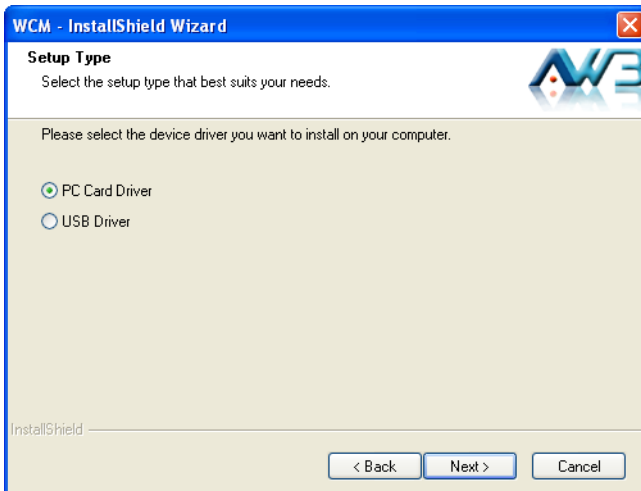 WCM - InstallShield Wizard
Setup Type
Select the setup type that best suits your needs.
AWB
Please select the device driver you want to install on your computer.
PC Card Driver
USB Driver
InstallShield
< Back
Next >
Cancel